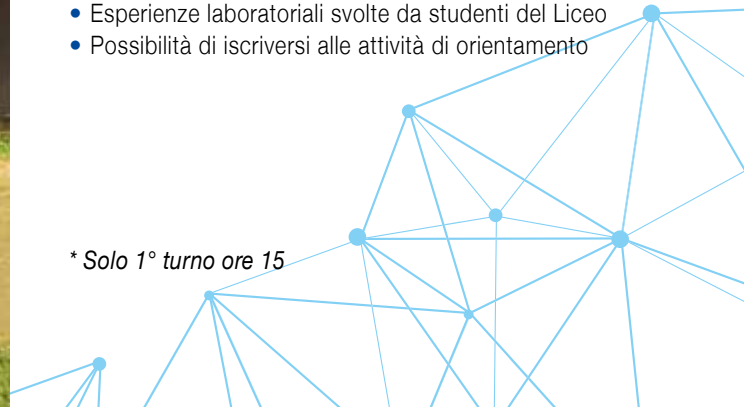 • Esperienze laboratoriali svolte da studenti del Liceo
• Possibilità di iscriversi alle attività di orientamento
* Solo 1° turno ore 15